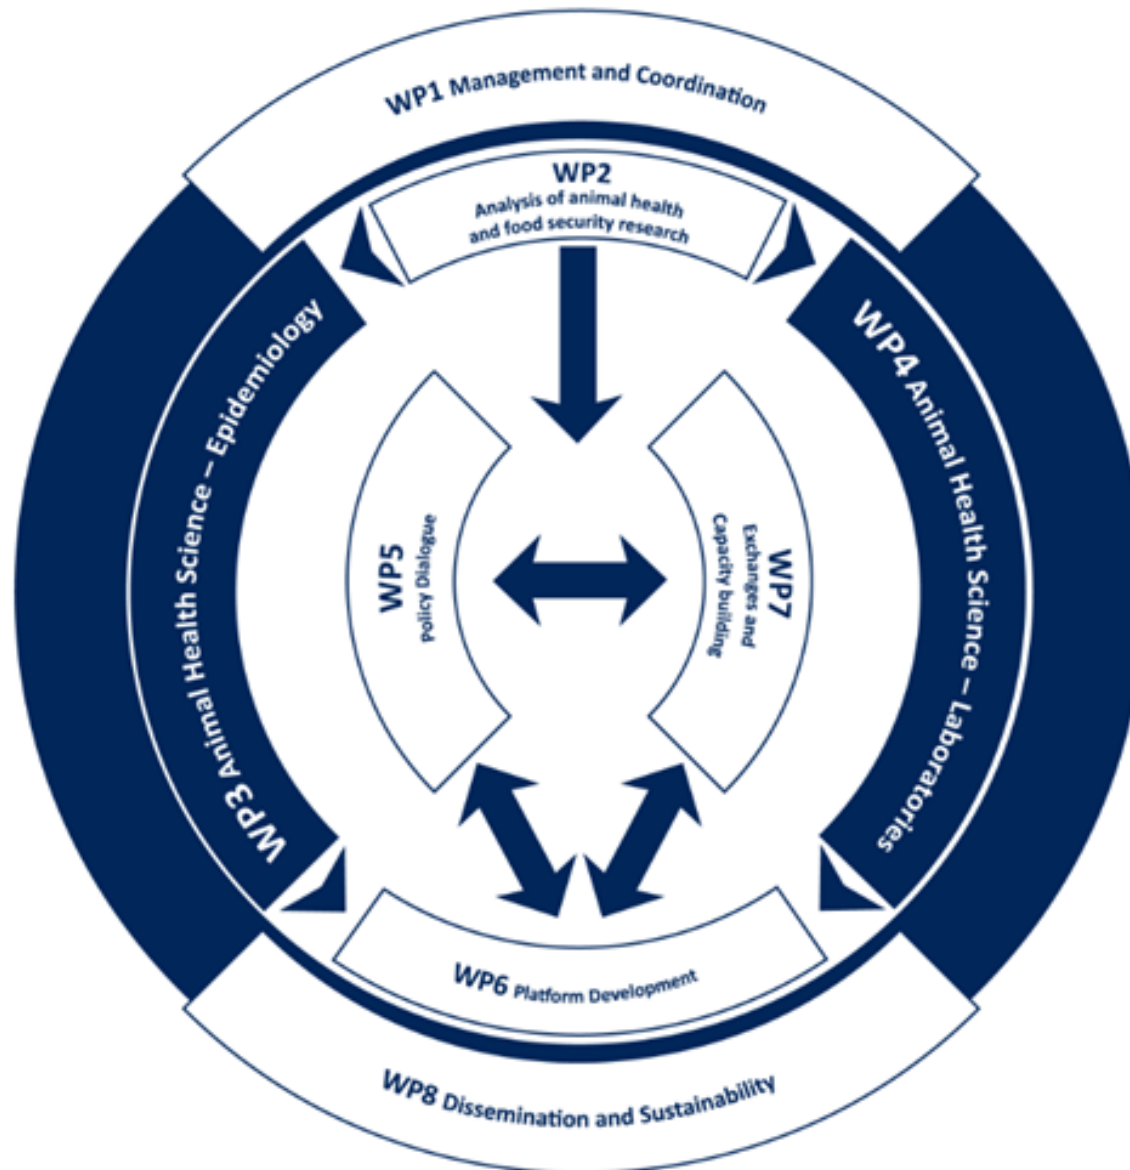 WP1 Management and Coordination
WP2
Analysis of animal health
and food security research
WP3 Animal Health Science – Epidemiology
WP4 Animal Health Science – Laboratories
WP5
Policy Dialogue
WP7
Exchanges and
Capacity building
WP6 Platform Development
WP8 Dissemination and Sustainability